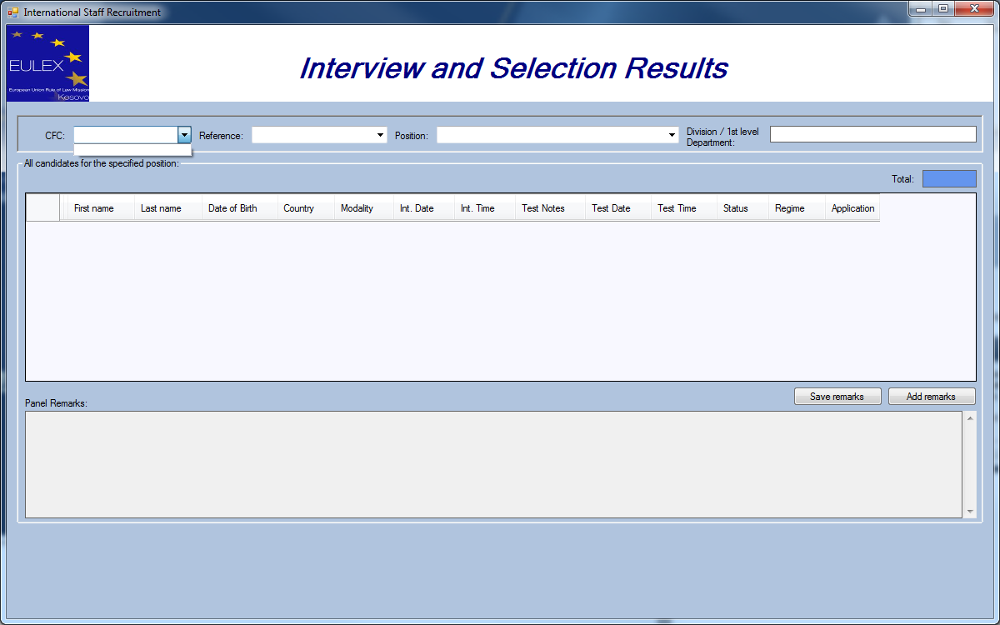 International Staff Recruitment
EULEX
European Union Rule of Law Mission
Kosovo
Interview and Selection Results
CFC: Reference: Position: Division / 1st level
Department:
All candidates for the specified position:
Total:
First name Last name Date of Birth Country Modality Int. Date Int. Time Test Notes Test Date Test Time Status Regime Application
Save remarks Add remarks
Panel Remarks: